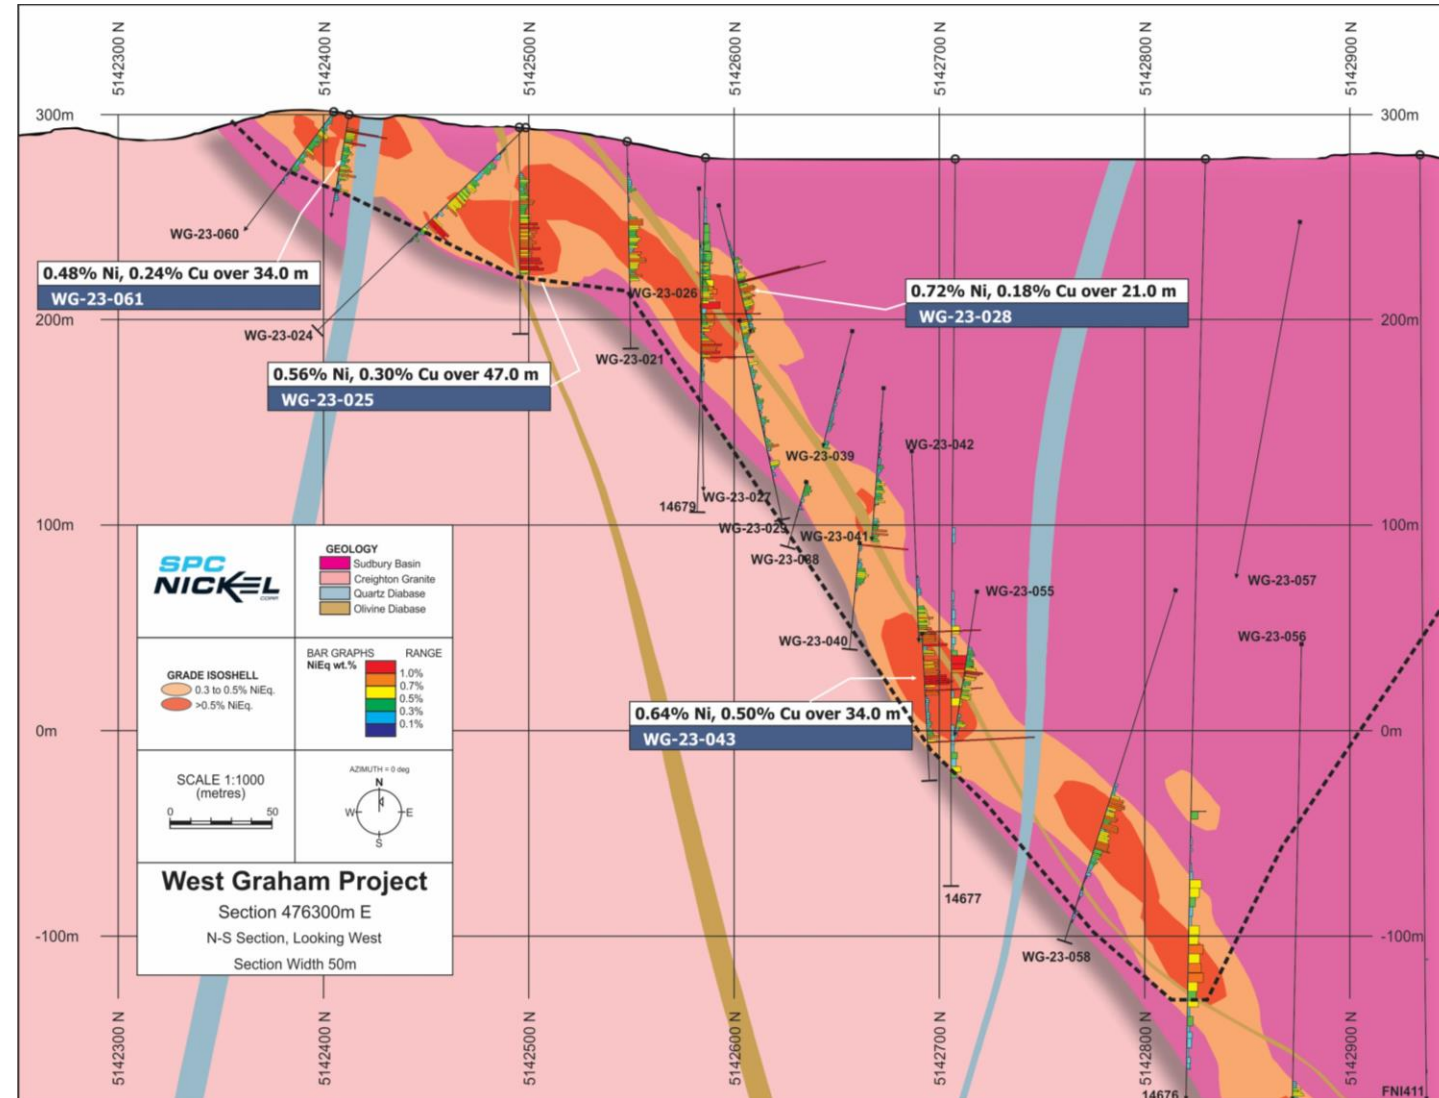 5142300 N
5142400 N
5142500 N
5142600 N
5142700 N
5142800 N
5142900 N
300m
300m
WG-23-060
0.48% Ni, 0.24% Cu over 34.0 m
WG-23-061
0.72% Ni, 0.18% Cu over 21.0 m
WG-23-028
WG-23-026
200m
200m
WG-23-024
WG-23-021
0.56% Ni, 0.30% Cu over 47.0 m
WG-23-025
WG-23-042
WG-23-039
WG-23-027
14679
100m
100m
WG-23-041
WG-23-038
WG-23-057
WG-23-055
WG-23-040
WG-23-056
0.64% Ni, 0.50% Cu over 34.0 m
WG-23-043
0m
0m
14677
-100m
-100m
WG-23-058
SPC
NICKEL
CORP.
GEOLOGY
Sudbury Basin
Creighton Granite
Quartz Diabase
Olivine Diabase
GRADE ISOSHELL
0.3 to 0.5% NiEq.
>0.5% NiEq.
BAR GRAPHS RANGE
NiEq wt.%
1.0%
0.7%
0.5%
0.3%
0.1%
SCALE 1:1000
(metres)
0 50
AZIMUTH = 0 deg
N
W E
S
West Graham Project
Section 476300m E
N-S Section, Looking West
Section Width 50m
5142300 N
5142400 N
5142500 N
5142600 N
5142700 N
5142800 N
5142900 N
14676
FNI411